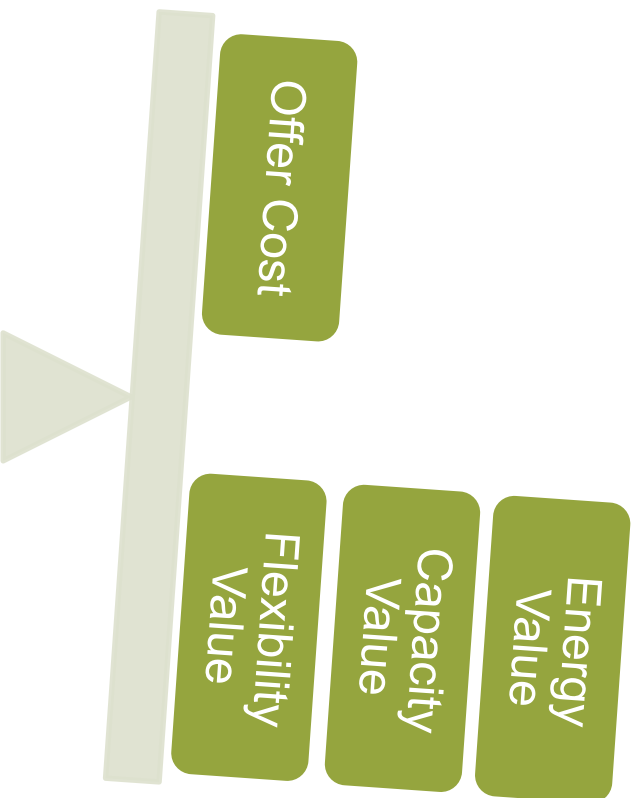 Offer Cost
Energy
Value
Capacity
Value
Flexibility
Value